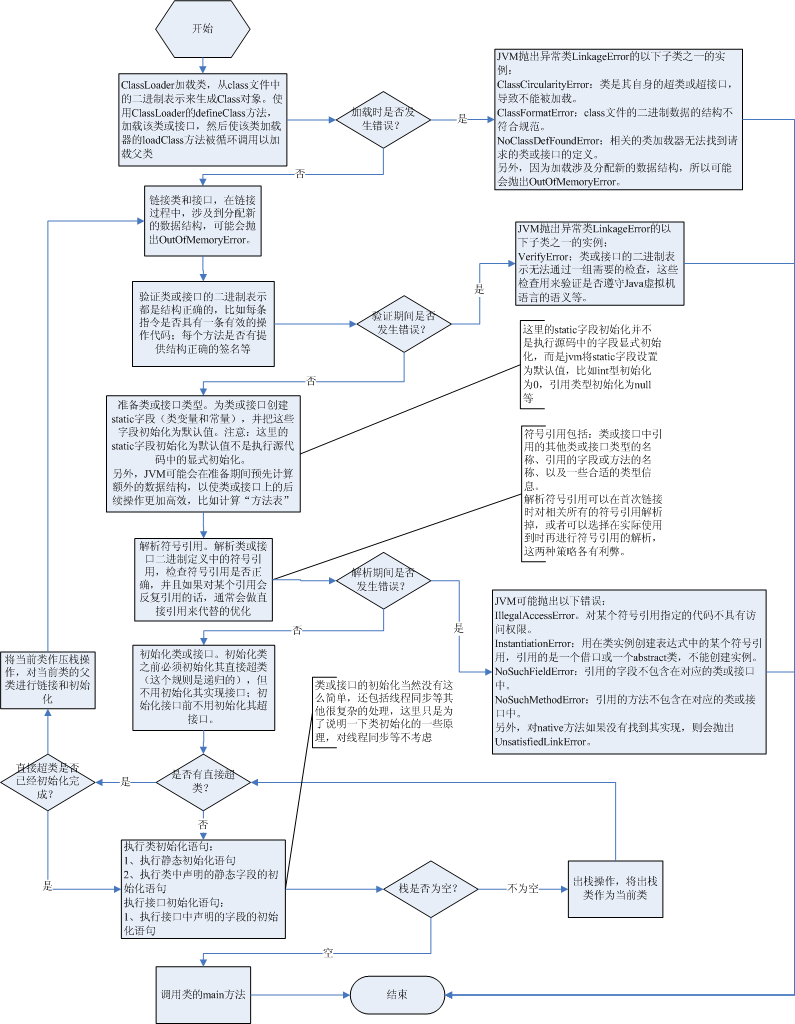 开始
ClassLoader加载类，从class文件中
的二进制表示来生成Class对象。使
用ClassLoader的defineClass方法，
加载该类或接口，然后使该类加载
器的loadClass方法被循环调用以加
载父类
加载时是否发
生错误？
是
JVM抛出异常类LinkageError的以下子类之一的实
例：
ClassCircularityError：类是其自身的超类或超接口，
导致不能被加载。
ClassFormatError：class文件的二进制数据的结构不
符合规范。
NoClassDefFoundError：相关的类加载器无法找到请
求的类或接口的定义。
另外，因为加载涉及分配新的数据结构，所以可能
会抛出OutOfMemoryError。
否
链接类和接口，在链接
过程中，涉及到分配新
的数据结构，可能会抛
出OutOfMemoryError。
JVM抛出异常类LinkageError的以
下子类之一的实例：
VerifyError：类或接口的二进制表
示无法通过一组需要的检查，这些
检查用来验证是否遵守Java虚拟机
语言的语义等。
是
验证类或接口的二进制表示
都是结构正确的，比如每条
指令是否具有一条有效的操
作代码；每个方法是否有提
供结构正确的签名等
验证期间是否
发生错误？
这里的static字段初始化并不
是执行源码中的字段显式初始
化，而是jvm将static字段设置
为默认值，比如int型初始化
为0，引用类型初始化为null
等
否
准备类或接口类型。为类或接口创建
static字段（类变量和常量），并把这些
字段初始化为默认值。注意：这里的
static字段初始化为默认值不是执行源代
码中的显式初始化。
另外，JVM可能会在准备期间预先计算
额外的数据结构，以使类或接口上的后
续操作更加高效，比如计算“方法表”
符号引用包括：类或接口中引
用的其他类或接口类型的名
称、引用的字段或方法的名
称、以及一些合适的类型信
息。
解析符号引用可以在首次链接
时对相关所有的符号引用解析
掉，或者可以选择在实际使用
到时再进行符号引用的解析，
这两种策略各有利弊。
解析符号引用。解析类或接
口二进制定义中的符号引
用，检查符号引用是否正
确，并且如果对某个引用会
反复引用的话，通常会做直
接引用来代替的优化
解析期间是否
发生错误？
是
JVM可能抛出以下错误：
IllegalAccessError。对某个符号引用指定的代码不具有访
问权限。
InstantiationError：用在类实例创建表达式中的某个符号引
用，引用的是一个借口或一个abstract类，不能创建实例。
NoSuchFieldError：引用的字段不包含在对应的类或接口
中。
NoSuchMethodError：引用的方法不包含在对应的类或接
口中。
另外，对native方法如果没有找到其实现，则会抛出
UnsatisfiedLinkError。
否
初始化类或接口。初始化类
之前必须初始化其直接超类
（这个规则是递归的），但
不用初始化其实现接口；初
始化接口前不用初始化其超
接口。
将当前类作压栈操
作，对当前类的父
类进行链接和初始
化
类或接口的初始化当然没有这
么简单，还包括线程同步等其
他很复杂的处理，这里只是为
了说明一下类初始化的一些原
理，对线程同步等不考虑
直接超类是否
已经初始化完
成？
是
是否有直接超
类？
否
执行类初始化语句：
1、执行静态初始化语句
2、执行类中声明的静态字段的初
始化语句
执行接口初始化语句：
1、执行接口中声明的字段的初始
化语句
是
栈是否为空？
不为空
出栈操作，将出栈
类作为当前类
空
调用类的main方法
结束